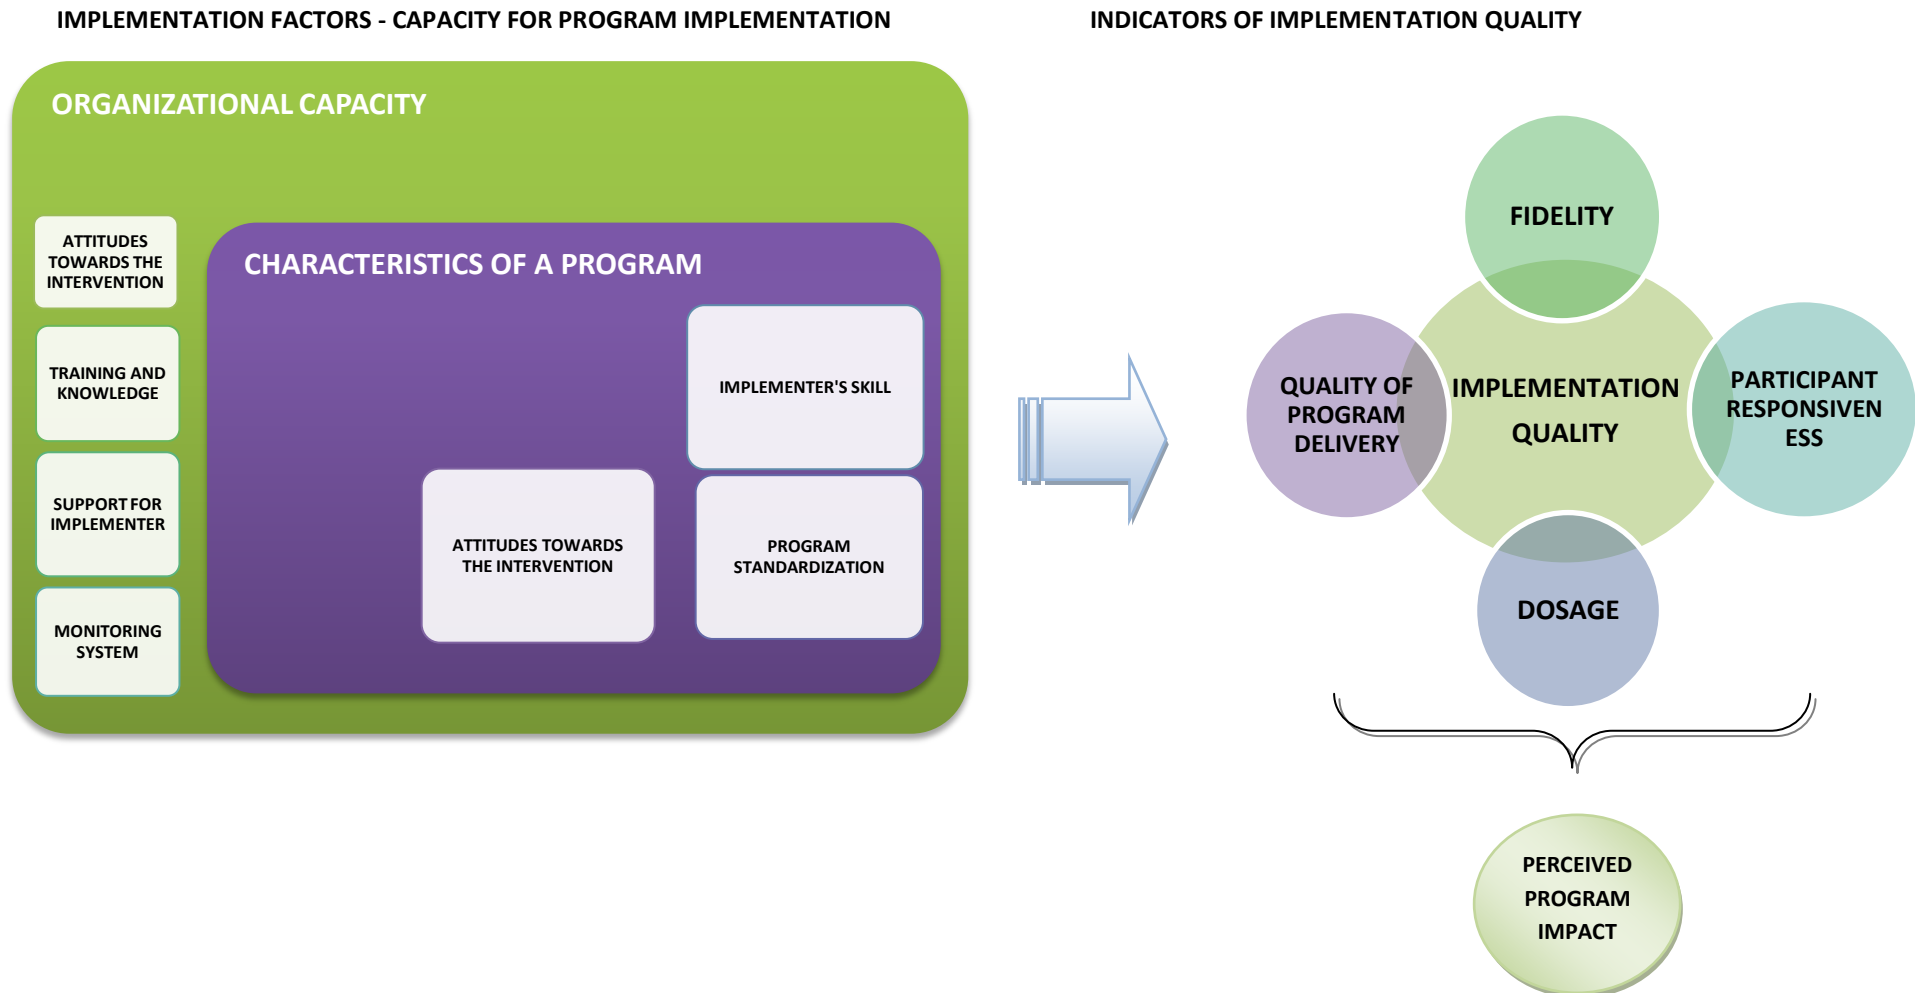 IMPLEMENTATION FACTORS - CAPACITY FOR PROGRAM IMPLEMENTATION
INDICATORS OF IMPLEMENTATION QUALITY
ORGANIZATIONAL CAPACITY
ATTITUDES
TOWARDS THE
INTERVENTION
TRAINING AND
KNOWLEDGE
SUPPORT FOR
IMPLEMENTER
MONITORING
SYSTEM
CHARACTERISTICS OF A PROGRAM
IMPLEMENTER'S SKILL
ATTITUDES TOWARDS
THE INTERVENTION
PROGRAM
STANDARDIZATION
FIDELITY
QUALITY OF
PROGRAM
DELIVERY
IMPLEMENTATION
QUALITY
PARTICIPANT
RESPONSIVEN
ESS
DOSAGE
PERCEIVED
PROGRAM
IMPACT